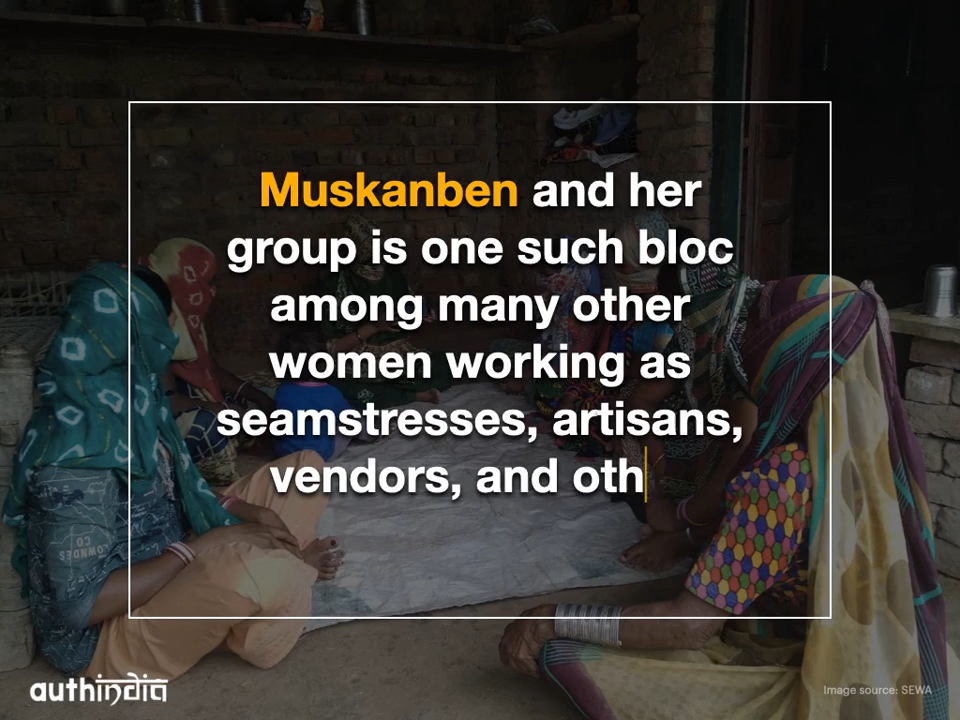 Muskanben and her
group is one such bloc
among many other
women working as
seamstresses, artisans,
vendors, and oth
authindia
Image source: SEWA